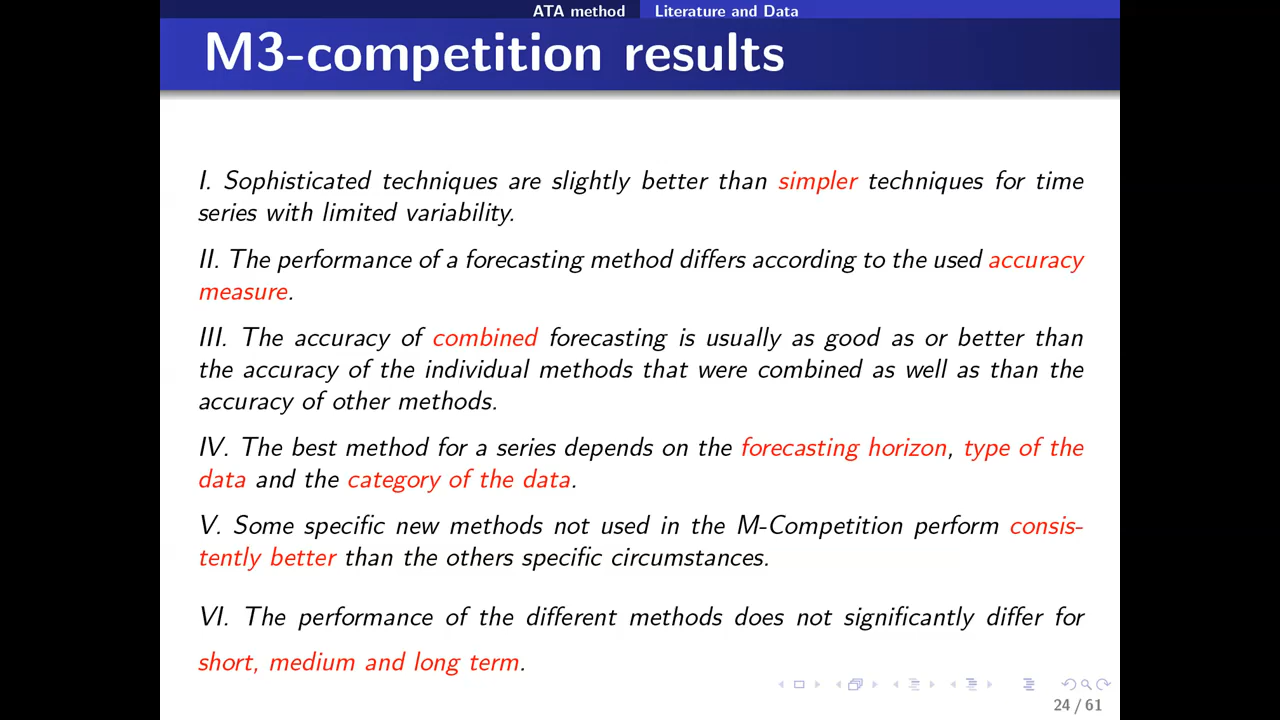 ATA method Literature and Data
M3-competition results
I. Sophisticated techniques are slightly better than simpler techniques for time
series with limited variability.
II. The performance of a forecasting method differs according to the used accuracy
measure.
III. The accuracy of combined forecasting is usually as good as or better than
the accuracy of the individual methods that were combined as well as than the
accuracy of other methods.
IV. The best method for a series depends on the forecasting horizon, type of the
data and the category of the data.
V. Some specific new methods not used in the M-Competition perform consis-
tently better than the others specific circumstances.
VI. The performance of the different methods does not significantly differ for
short, medium and long term.
24 / 61